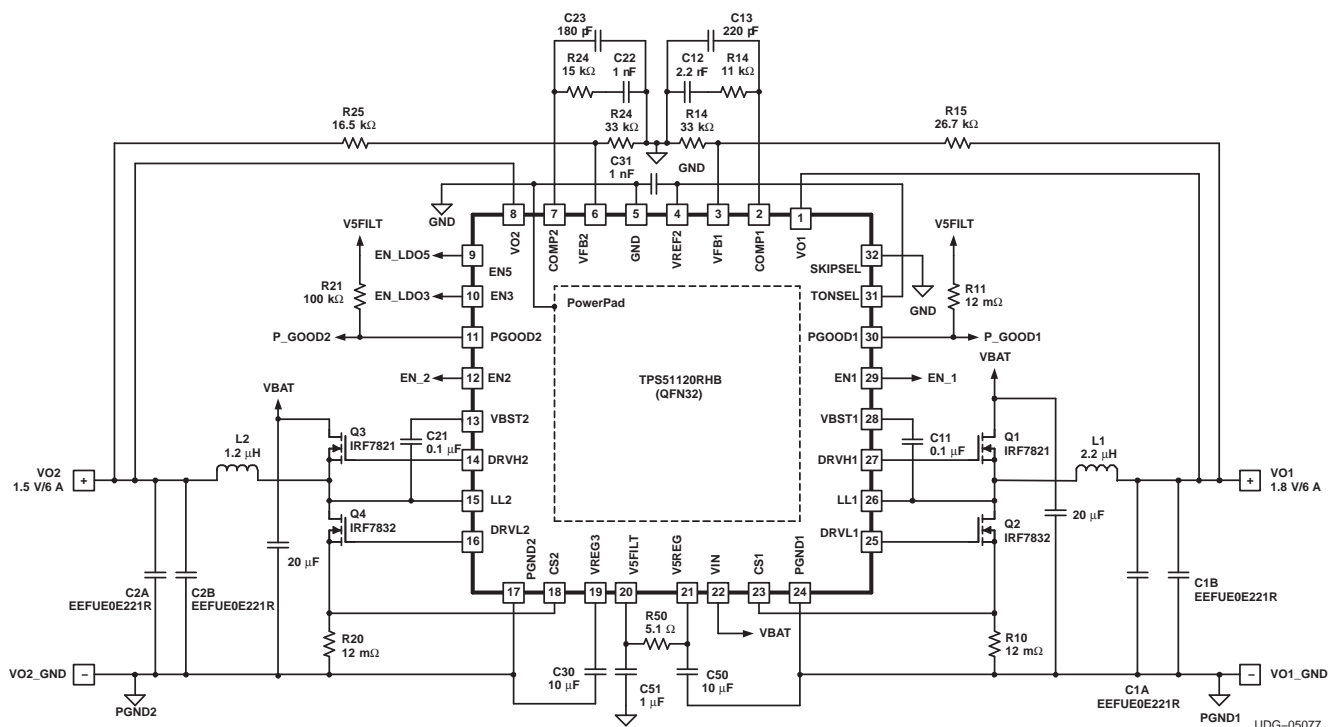 C23
180 pF
C13
220 pF
R24
15 kΩ
C22
1 nF
C12
2.2 nF
R14
11 kΩ
R25
16.5 kΩ
R24
33 kΩ
R14
33 kΩ
R15
26.7 kΩ
C31
1 nF
GND
GND
8
7
6
5
4
3
2
1
VO2
COMP2
VFB2
GND
VREF2
VFB1
COMP1
VO1
V5FILT
V5FILT
EN_LDO5
9
EN5
SKIPSEL
32
GND
R21
100 kΩ
EN_LDO3
10
EN3
PowerPad
TONSEL
31
R11
12 mΩ
P_GOOD2
11
PGOOD2
PGOOD1
30
P_GOOD1
TPS51120RHB
(QFN32)
VBAT
EN_2
12
EN2
EN1
29
EN_1
VBAT
13
VBST2
VBST1
28
Q3
IRF7821
C21
0.1 μF
C11
0.1 μF
Q1
IRF7821
L2
1.2 μH
14
DRVH2
DRVH1
27
L1
2.2 μH
VO2
1.5 V/6 A
+
15
LL2
LL1
26
+
VO1
1.8 V/6 A
Q4
IRF7832
16
DRVL2
DRVL1
25
Q2
IRF7832
20 μF
20 μF
PGND2
CS2
VREG3
V5FILT
V5REG
VIN
CS1
PGND1
17
18
19
20
21
22
23
24
C2A
EEFUE0E221R
C2B
EEFUE0E221R
C1B
EEFUE0E221R
R50
5.1 Ω
VBAT
R20
12 mΩ
R10
12 mΩ
VO2_GND
−
C30
10 μF
C51
1 μF
C50
10 μF
C1A
EEFUE0E221R
−
VO1_GND
PGND2
PGND1
UDG–05077